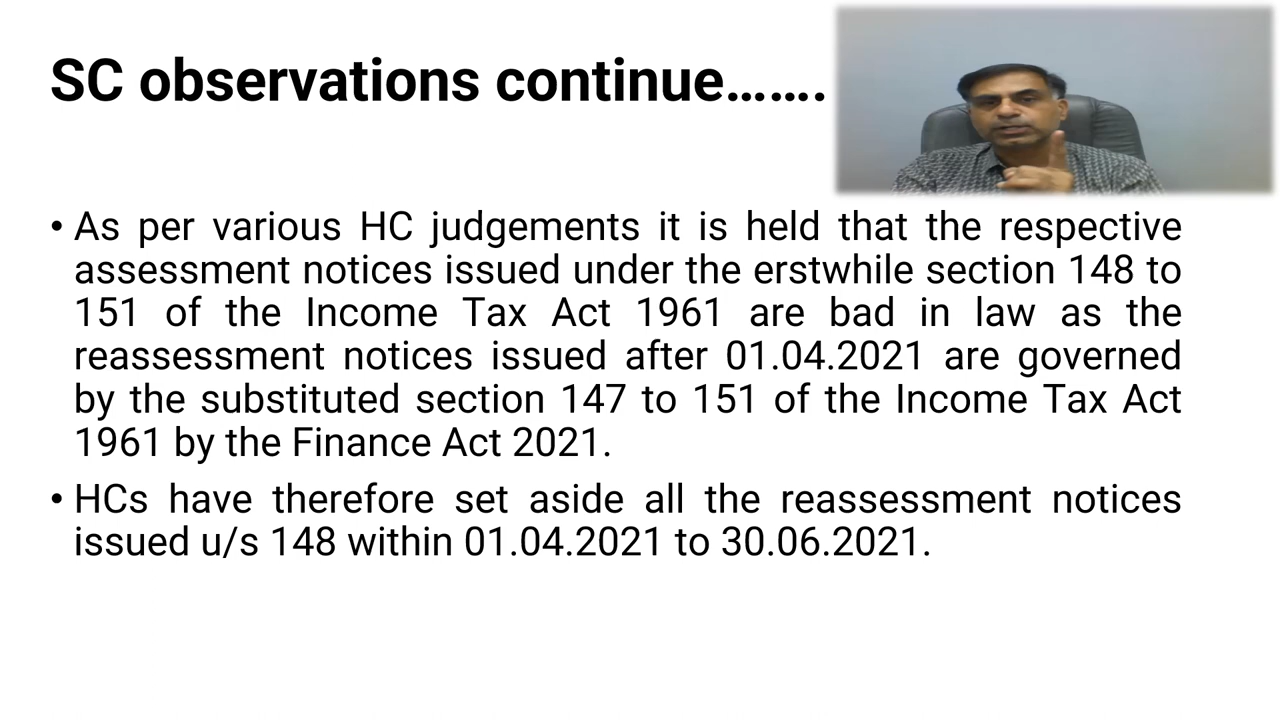 SC observations continue…….
• As per various HC judgements it is held that the respective
assessment notices issued under the erstwhile section 148 to
151 of the Income Tax Act 1961 are bad in law as the
reassessment notices issued after 01.04.2021 are governed
by the substituted section 147 to 151 of the Income Tax Act
1961 by the Finance Act 2021.
• HCs have therefore set aside all the reassessment notices
issued u/s 148 within 01.04.2021 to 30.06.2021.